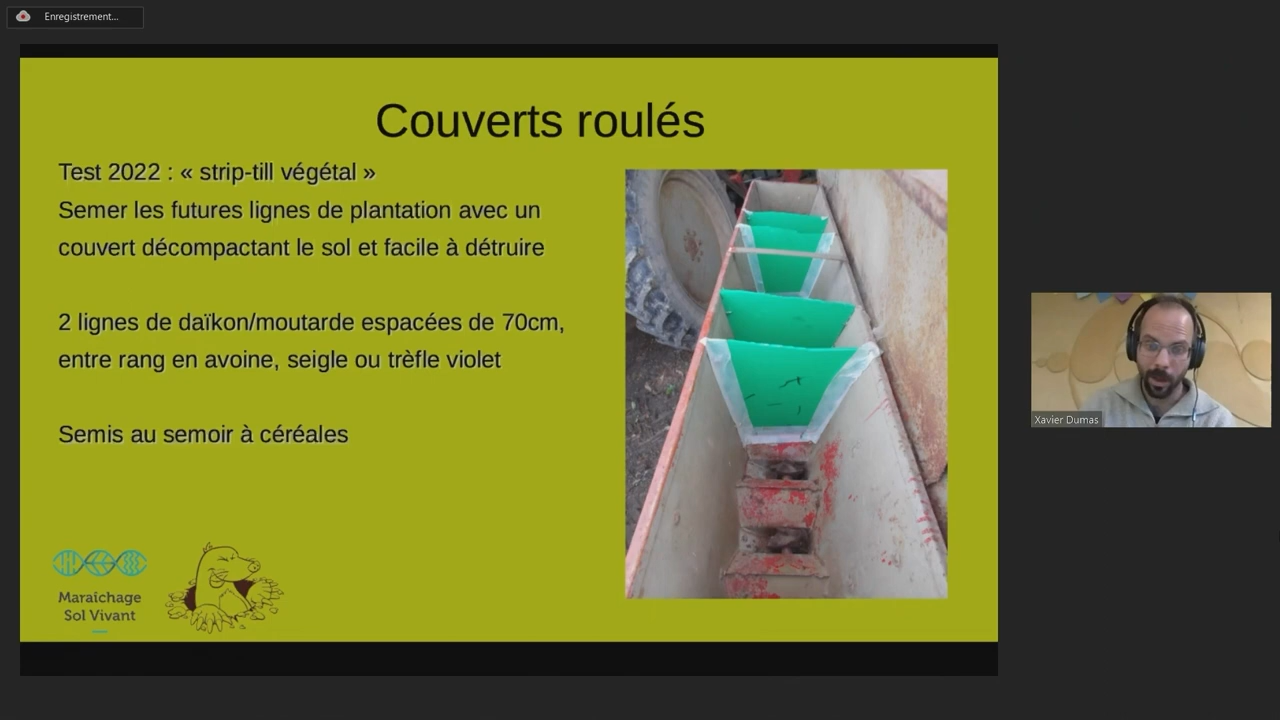 Enregistrement...
Couverts roulés
Test 2022 : « strip-till végétal »
Semer les futures lignes de plantation avec un
couvert décompactant le sol et facile à détruire
2 lignes de daïkon/moutarde espacées de 70cm,
entre rang en avoine, seigle ou trèfle violet
Semis au semoir à céréales
Maraîchage
Sol Vivant
Xavier Dumas